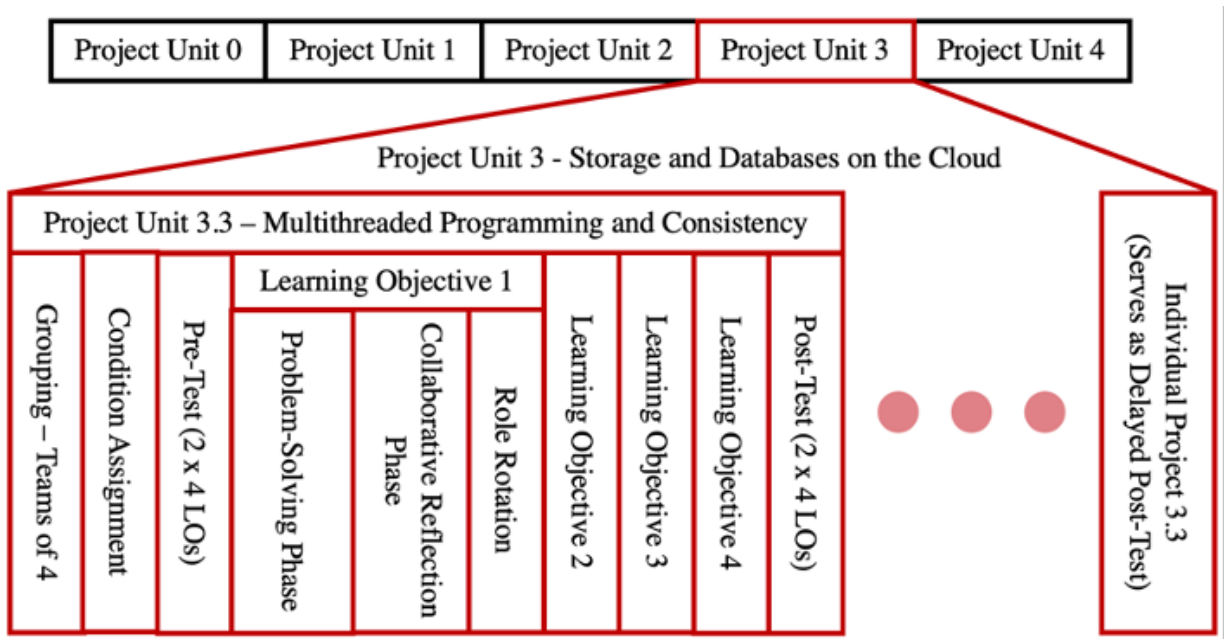 Project Unit 0
Project Unit 1
Project Unit 2
Project Unit 3
Project Unit 4
Project Unit 3 - Storage and Databases on the Cloud
Project Unit 3.3 – Multithreaded Programming and Consistency
Grouping – Teams of 4
Condition Assignment
Pre-Test (2 x 4 LOs)
Learning Objective 1
Problem-Solving Phase
Collaborative Reflection
Phase
Role Rotation
Learning Objective 2
Learning Objective 3
Learning Objective 4
Post-Test (2 x 4 LOs)
Individual Project 3.3
(Serves as Delayed Post-Test)